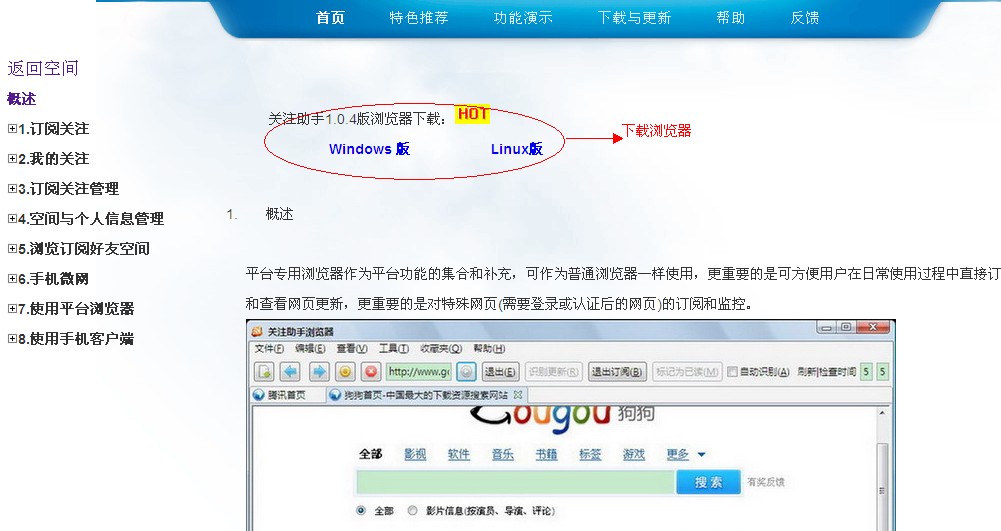 首页 特色推荐 功能演示 下载与更新 帮助 反馈
返回空间
概述
1.订阅关注
2.我的关注
3.订阅关注管理
4.空间与个人信息管理
5.浏览订阅好友空间
6.手机微网
7.使用平台浏览器
8.使用手机客户端
关注助手1.0.4版浏览器下载： HOT
Windows 版 Linux版
下载浏览器
1. 概述
平台专用浏览器作为平台功能的集合和补充，可作为普通浏览器一样使用，更重要的是可方便用户在日常使用过程中直接订
和查看网页更新，更重要的是对特殊网页(需要登录或认证后的网页)的订阅和监控。
关注助手浏览器
文件(F) 编辑(E) 查看(V) 工具(T) 收藏夹(Q) 帮助(H)
http://www.g 退出(E) 识别更新(R) 退出订阅(B) 标记为已读(M) 自动识别(A) 刷新|检查时间 5 5
腾讯首页 狗狗首页-中国最大的下载资源搜索网站
Gougou 狗狗
全部 影视 软件 音乐 书籍 标签 游戏 更多
搜 索 有奖反馈
全部 影片信息(按演员、导演、评论)